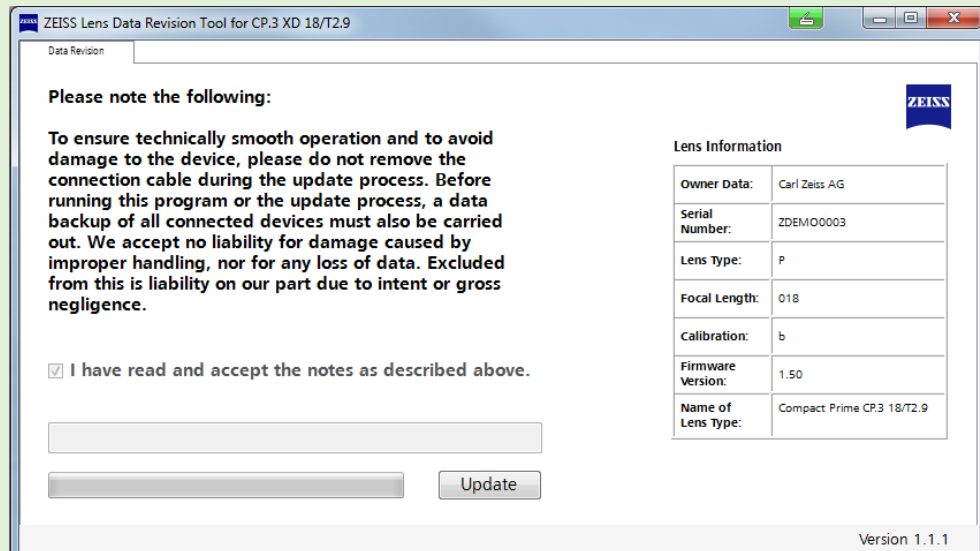 ZEISS Lens Data Revision Tool for CP.3 XD 18/T2.9
Data Revision
Please note the following:
To ensure technically smooth operation and to avoid
damage to the device, please do not remove the
connection cable during the update process. Before
running this program or the update process, a data
backup of all connected devices must also be carried
out. We accept no liability for damage caused by
improper handling, nor for any loss of data. Excluded
from this is liability on our part due to intent or gross
negligence.
I have read and accept the notes as described above.
Update
ZEISS
Lens Information
Owner Data: Carl Zeiss AG
Serial
Number: ZDEMO0003
Lens Type: P
Focal Length: 018
Calibration: b
Firmware
Version: 1.50
Name of
Lens Type: Compact Prime CP.3 18/T2.9
Version 1.1.1